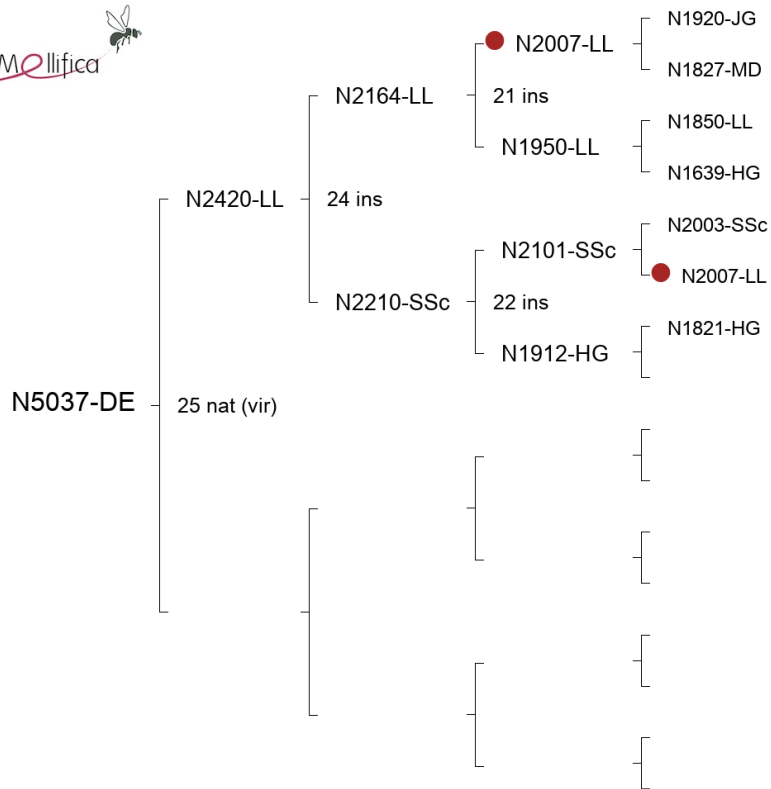 Mellifica
N1920-JG
N2007-LL
N1827-MD
N2164-LL
21 ins
N1850-LL
N1950-LL
N1639-HG
N2420-LL
24 ins
N2003-SSc
N2101-SSc
N2007-LL
N2210-SSc
22 ins
N1821-HG
N1912-HG
N5037-DE
25 nat (vir)